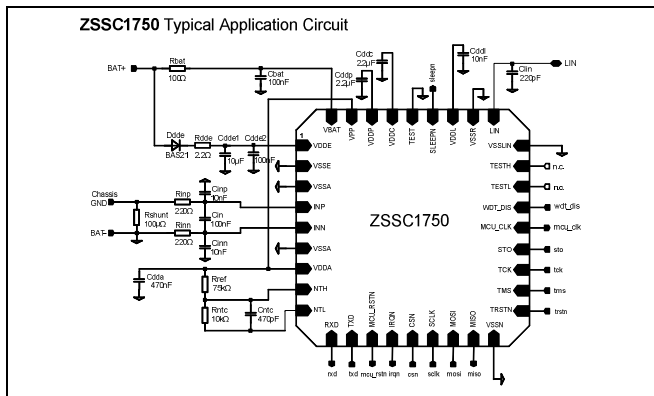 ZSSC1750 Typical Application Circuit
BAT+
Rbat
100Ω
Cbat
100nF
Cddp
2.2µF
Cddc
2.2µF
sleepn
Cddl
10nF
Clin
220pF
LIN
Ddde
BAS21
Rdde
2.2Ω
Cdde1
10µF
Cdde2
100nF
VBAT
VPP
VDDP
VDDC
TEST
SLEEPN
VDDL
VSSR
LIN
1
VDDE
VSSE
VSSA
INP
INN
VSSA
VDDA
NTH
NTL
ZSSC1750
VSSLIN
TESTH
n.c.
TESTL
n.c.
WDT_DIS
wdt_dis
MCU_CLK
mcu_clk
STO
sto
TCK
tck
TMS
tms
TRSTN
trstn
Chassis
GND
Rshunt
100µΩ
BAT-
Rinp
220Ω
Rinn
220Ω
Cinp
10nF
Cin
100nF
Cinn
10nF
Cdda
470nF
Rref
75kΩ
Rntc
10kΩ
Cntc
470pF
RXD
TXD
MCU_RSTN
IRQN
CSN
SCLK
MOSI
MISO
VSSN
rxd
txd
mcu_rstn
irqn
csn
sclk
mosi
miso